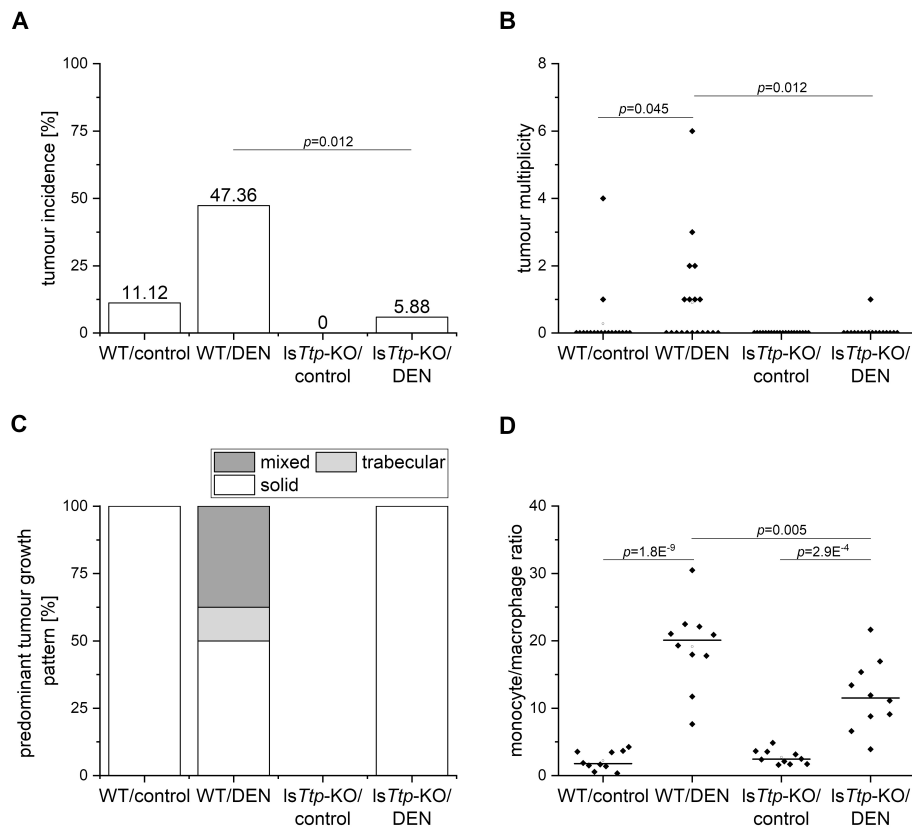 A
tumour incidence [%]
100
75
50
25
0
p=0.012
11.12
47.36
0
5.88
WT/control WT/DEN lsTtp-KO/ lsTtp-KO/
control DEN
B
tumour multiplicity
8
6
4
2
0
p=0.045
p=0.012
WT/control WT/DEN lsTtp-KO/ lsTtp-KO/
control DEN
C
mixed trabecular
solid
predominant tumour growth
pattern [%]
100
75
50
25
0
WT/control WT/DEN lsTtp-KO/ lsTtp-KO/
control DEN
D
monocyte/macrophage ratio
40
30
20
10
0
p=0.005
p=1.8E-9
p=2.9E-4
WT/control WT/DEN lsTtp-KO/ lsTtp-KO/
control DEN